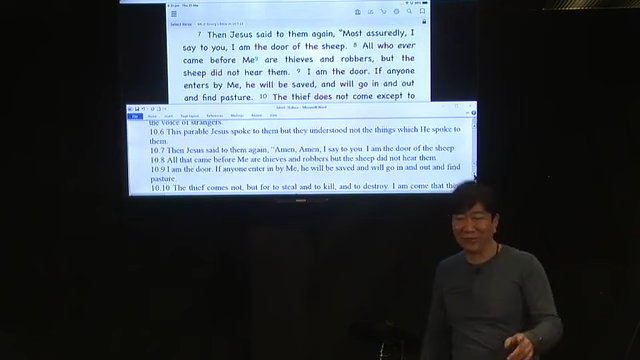 7 Then Jesus said to them again, "Most assuredly, I
say to you, I am the door of the sheep. 8 All who ever
came before Me are thieves and robbers, but the
sheep did not hear them. 9 I am the door. If anyone
enters by Me, he will be saved, and will go in and out
and find pasture. 10 The thief does not come except to
File
the voice of strangers.
10.6 This parable Jesus spoke to them but they understood not the things which He spoke to
them.
10.7 Then Jesus said to them again, "Amen, Amen, I say to you. I am the door of the sheep.
10.8 All that came before Me are thieves and robbers but the sheep did not hear them.
10.9 I am the door. If anyone enter in by Me, he will be saved and will go in and out and find
pasture.
10.10 The thief comes not, but for to steal and to kill, and to destroy. I am come that